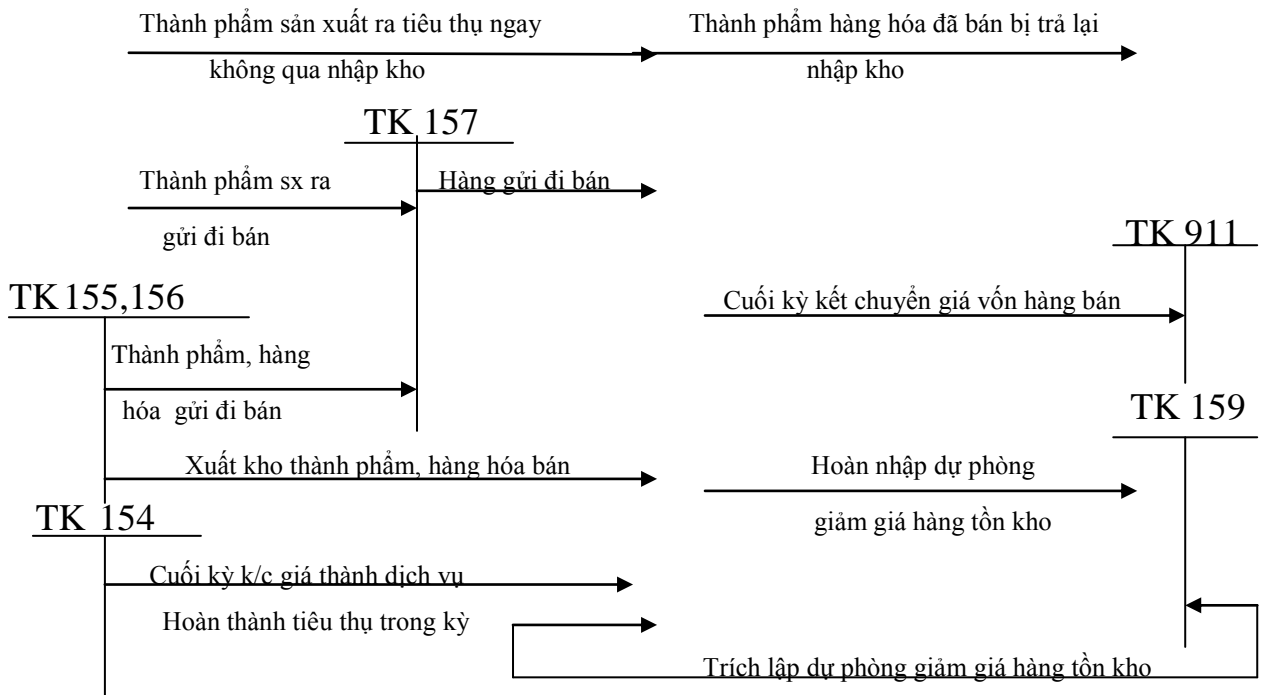 Thành phẩm sản xuất ra tiêu thụ ngay
không qua nhập kho
Thành phẩm hàng hóa đã bán bị trả lại
nhập kho
TK 157
Thành phẩm sx ra
gửi đi bán
Hàng gửi đi bán
TK 911
TK 155,156
Cuối kỳ kết chuyển giá vốn hàng bán
Thành phẩm, hàng
hóa gửi đi bán
TK 159
Xuất kho thành phẩm, hàng hóa bán
Hoàn nhập dự phòng
giảm giá hàng tồn kho
TK 154
Cuối kỳ k/c giá thành dịch vụ
Hoàn thành tiêu thụ trong kỳ
Trích lập dự phòng giảm giá hàng tồn kho